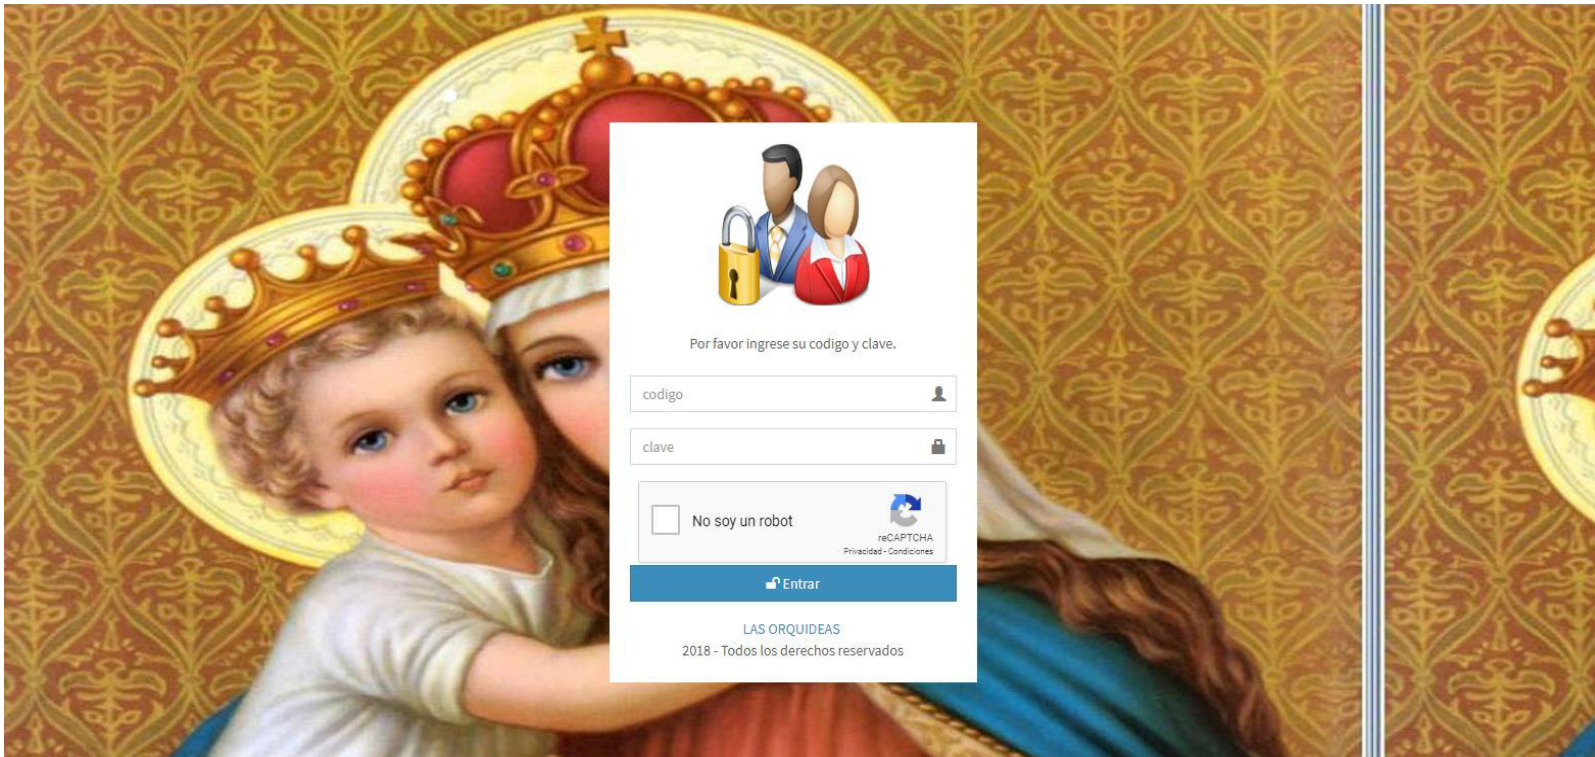 Por favor ingrese su codigo y clave.
codigo
clave
No soy un robot
reCAPTCHA
Privacidad - Condiciones
Entrar
LAS ORQUIDEAS
2018 - Todos los derechos reservados